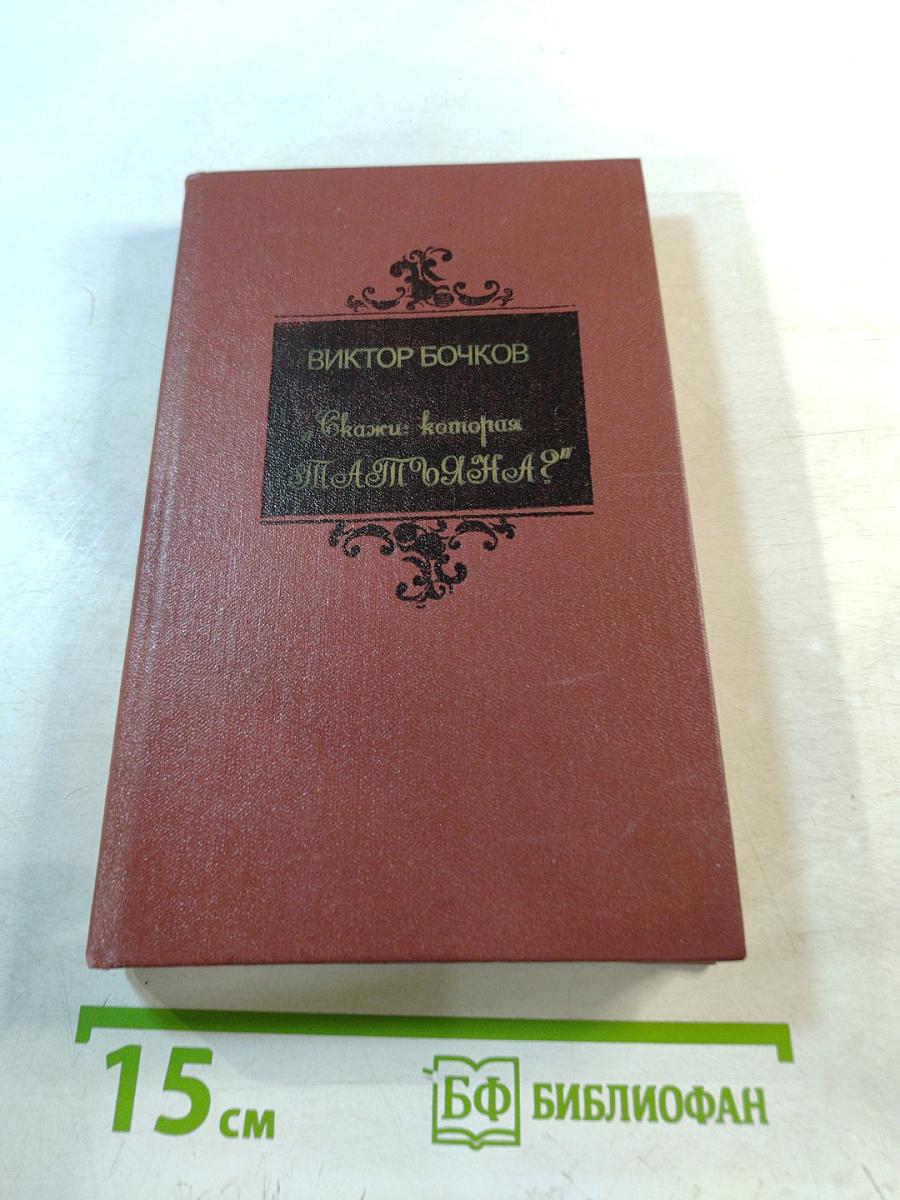 ВИКТОР БОЧКОВ
„Скажи: которая
ТАТЬЯНА?"
15 см
БФ БИБЛИОФАН